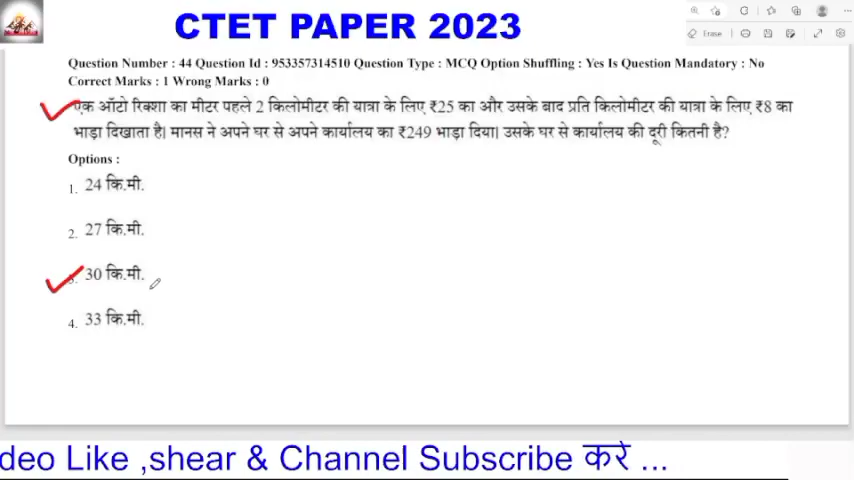 CTET PAPER 2023
Erase
Question Number : 44 Question Id : 953357314510 Question Type : MCQ Option Shuffling : Yes Is Question Mandatory : No
Correct Marks : 1 Wrong Marks : 0
एक ऑटो रिक्शा का मीटर पहले 2 किलोमीटर की यात्रा के लिए ₹25 का और उसके बाद प्रति किलोमीटर की यात्रा के लिए ₹8 का
भाड़ा दिखाता है। मानस ने अपने घर से अपने कार्यालय का ₹249 भाड़ा दिया। उसके घर से कार्यालय की दूरी कितनी है?
Options :
1. 24 कि.मी.
2. 27 कि.मी.
3. 30 कि.मी.
4. 33 कि.मी.
deo Like ,shear & Channel Subscribe करे ...